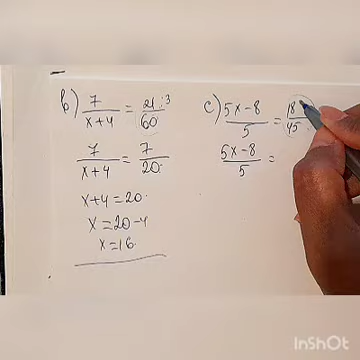 b) 7/(x+4) = 21/60 :3
7/(x+4) = 7/20
x+4=20
x=20-4
x=16
c) (5x-8)/5 = 18/45
(5x-8)/5 =
InShOt